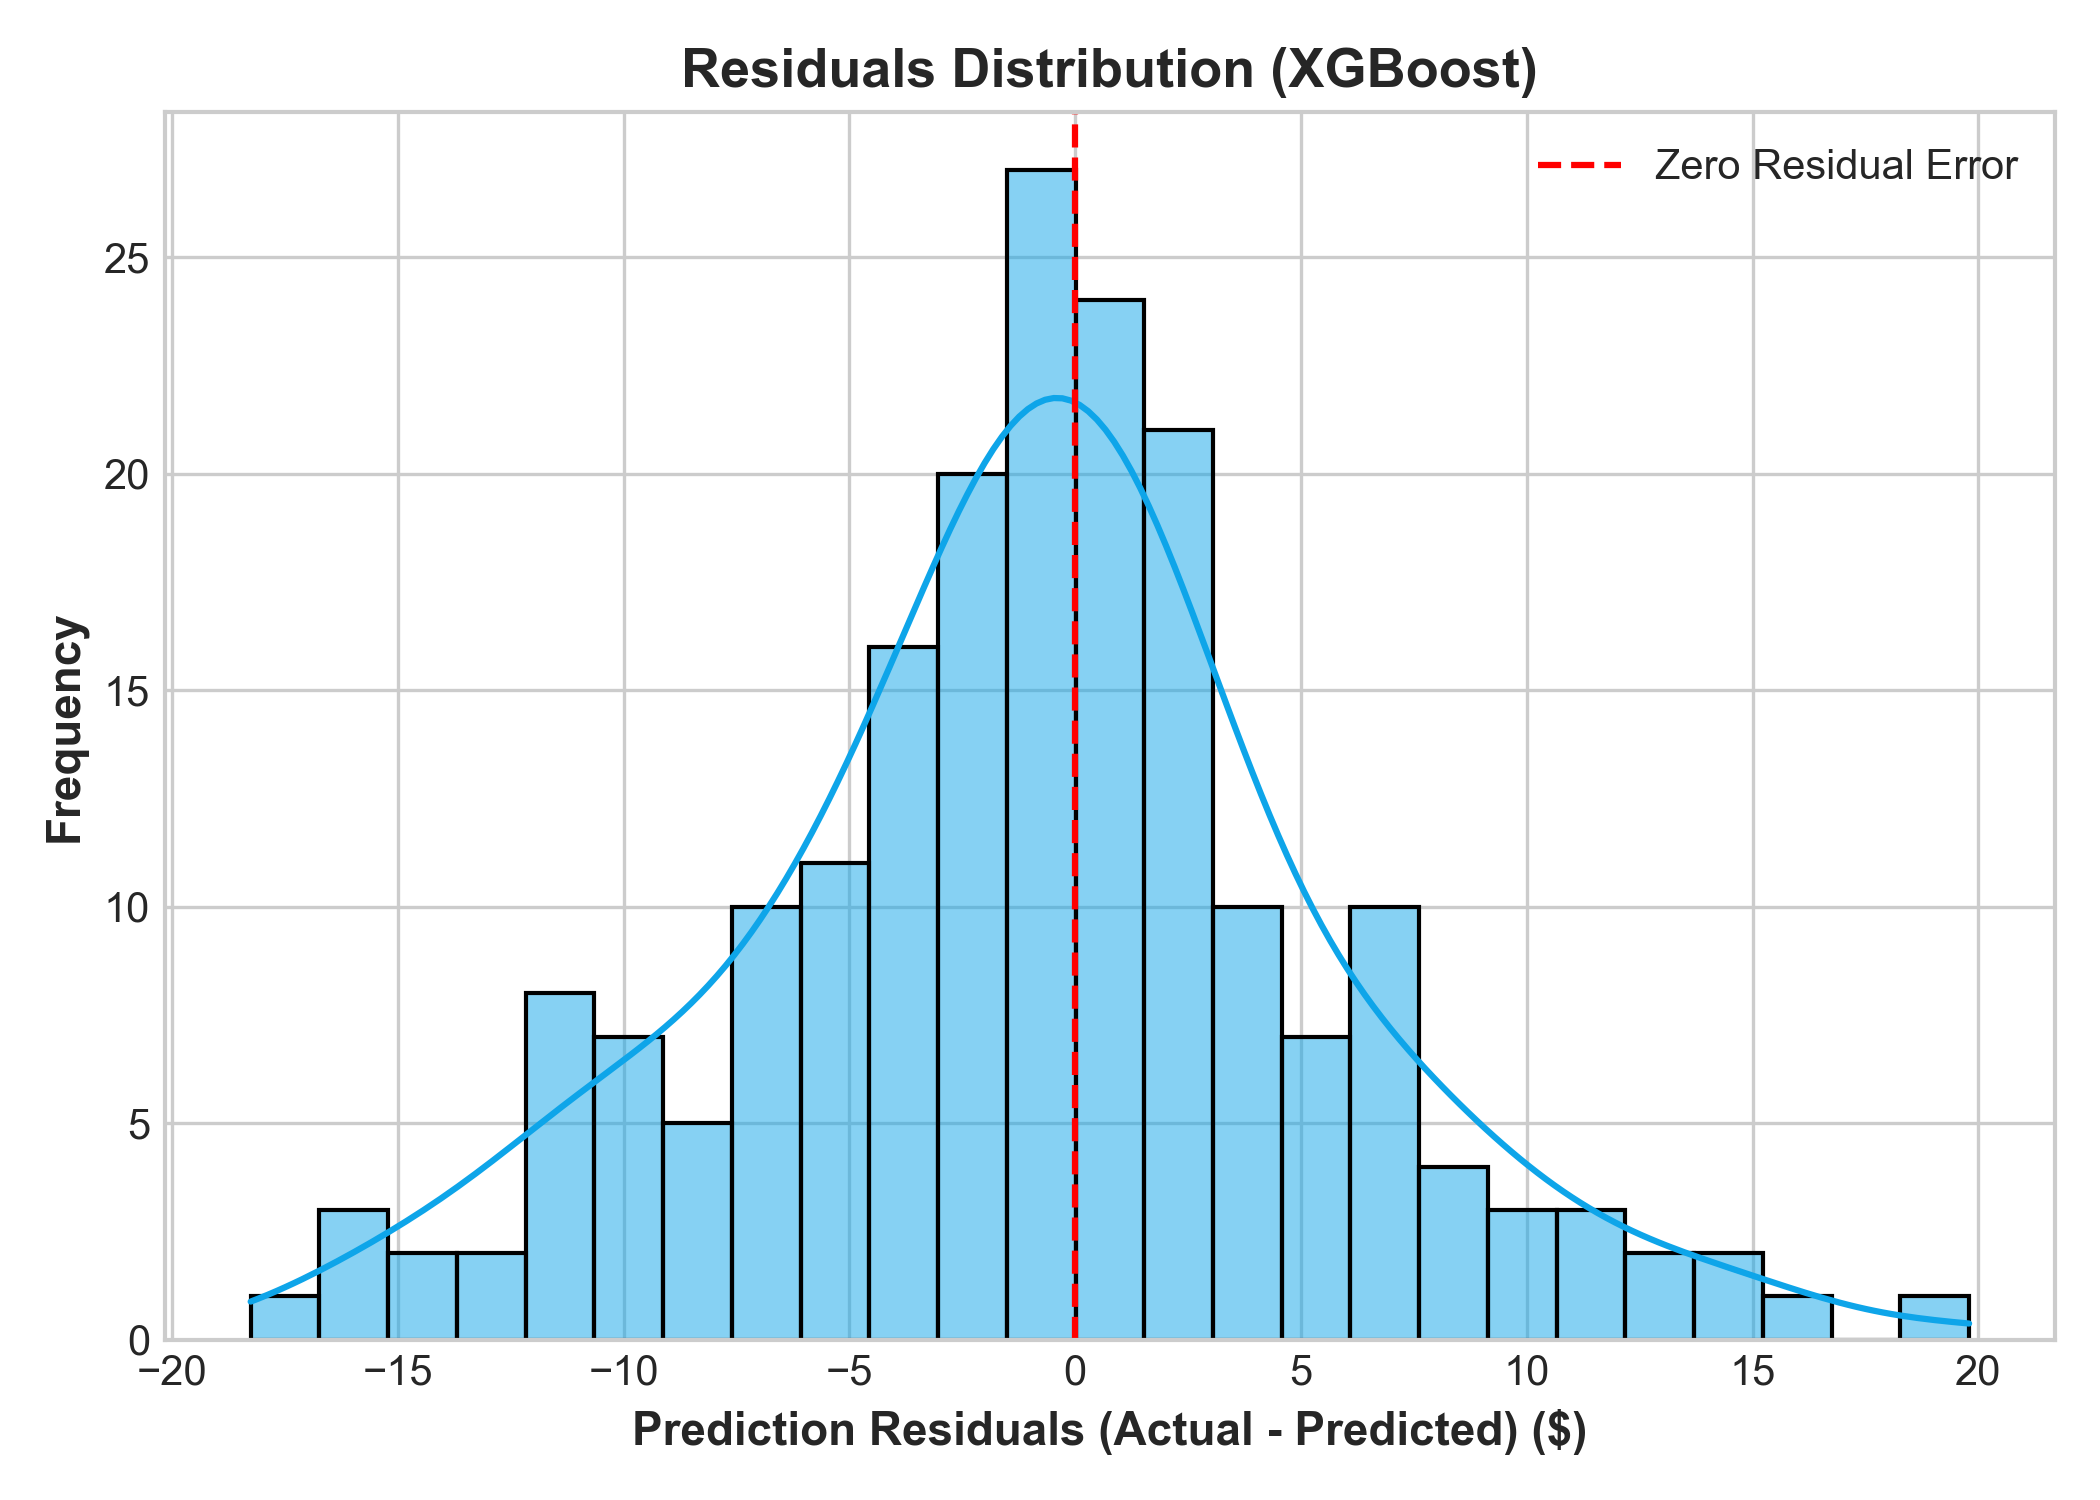 Residuals Distribution (XGBoost)
Zero Residual Error
Frequency
25
20
15
10
5
0
−20 −15 −10 −5 0 5 10 15 20
Prediction Residuals (Actual - Predicted) ($)